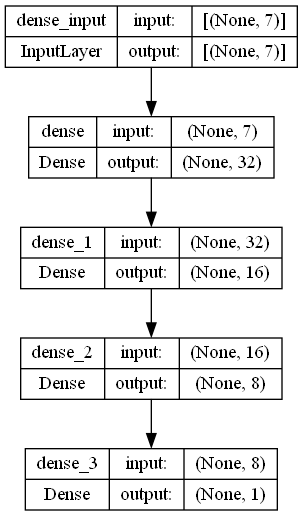 dense_input input: [(None, 7)]
InputLayer output: [(None, 7)]
dense input: (None, 7)
Dense output: (None, 32)
dense_1 input: (None, 32)
Dense output: (None, 16)
dense_2 input: (None, 16)
Dense output: (None, 8)
dense_3 input: (None, 8)
Dense output: (None, 1)